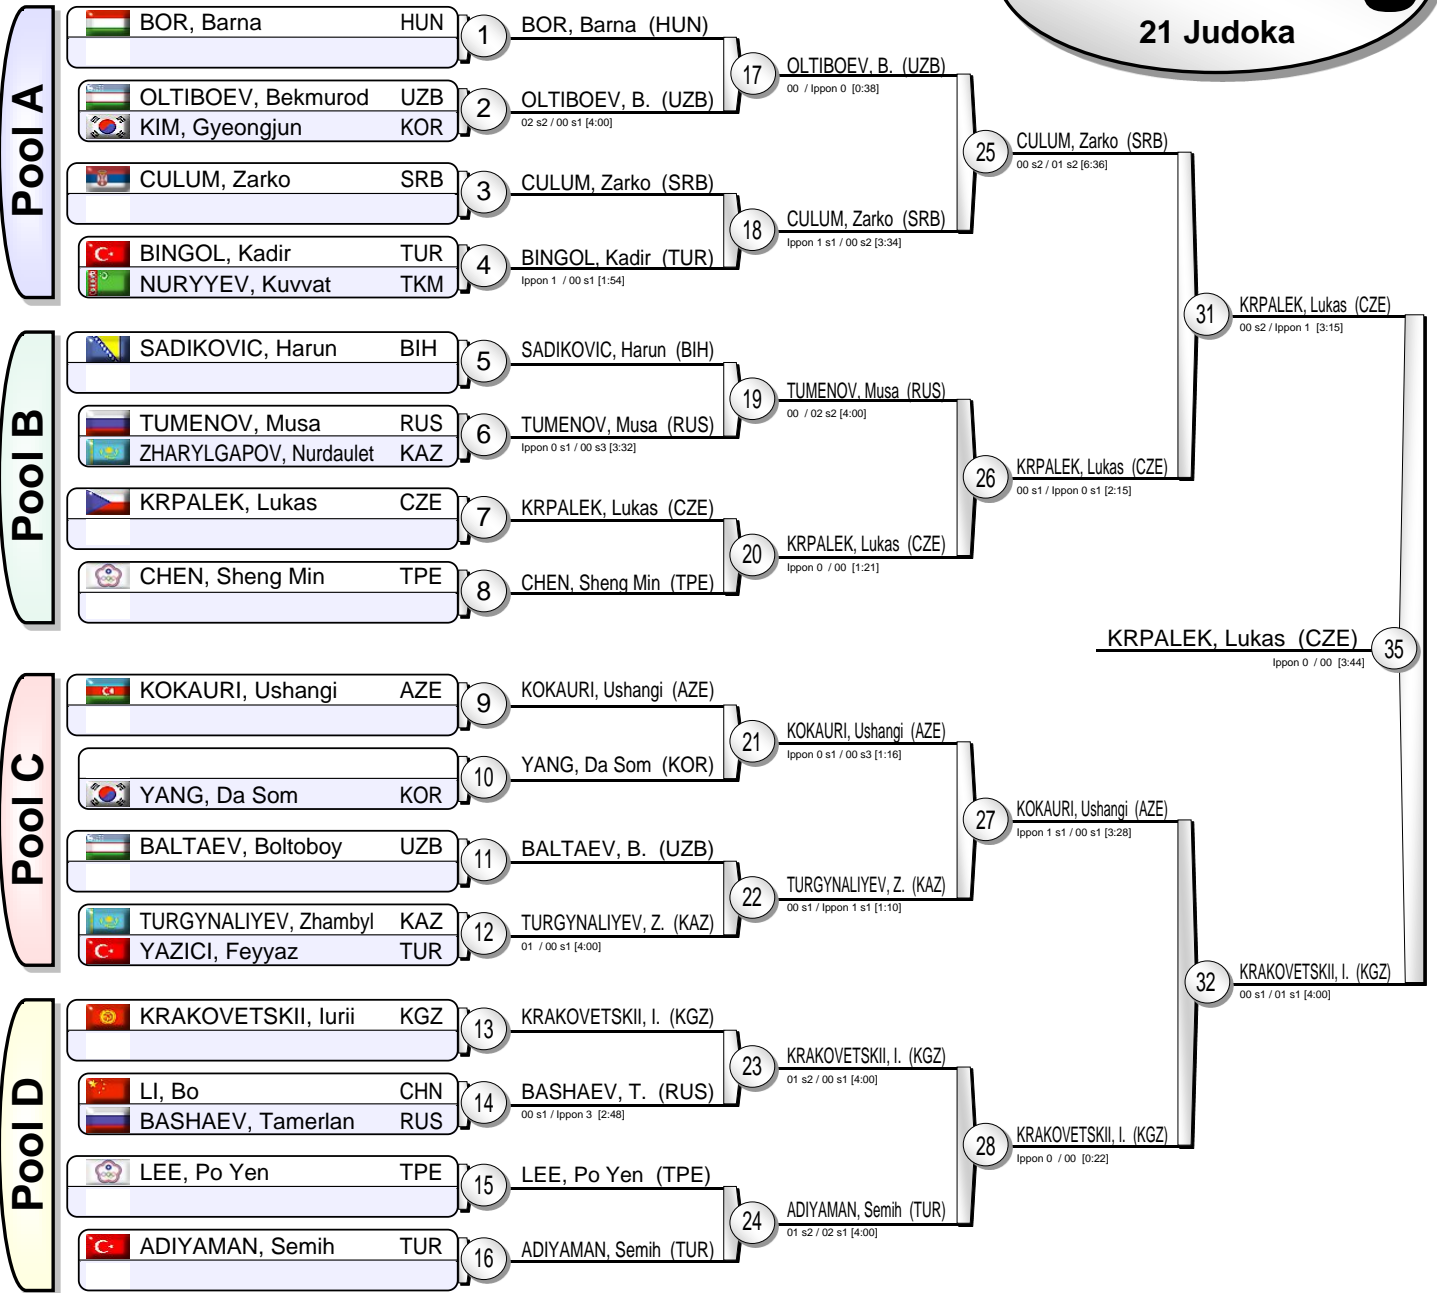 21 Judoka
Pool A
BOR, Barna HUN
OLTIBOEV, Bekmurod UZB
KIM, Gyeongjun KOR
CULUM, Zarko SRB
BINGOL, Kadir TUR
NURYYEV, Kuvvat TKM
Pool B
SADIKOVIC, Harun BIH
TUMENOV, Musa RUS
ZHARYLGAPOV, Nurdaulet KAZ
KRPALEK, Lukas CZE
CHEN, Sheng Min TPE
Pool C
KOKAURI, Ushangi AZE
YANG, Da Som KOR
BALTAEV, Boltoboy UZB
TURGYNALIYEV, Zhambyl KAZ
YAZICI, Feyyaz TUR
Pool D
KRAKOVETSKII, Iurii KGZ
LI, Bo CHN
BASHAEV, Tamerlan RUS
LEE, Po Yen TPE
ADIYAMAN, Semih TUR
1 BOR, Barna (HUN)
2 OLTIBOEV, B. (UZB)
02 s2 / 00 s1 [4:00]
3 CULUM, Zarko (SRB)
4 BINGOL, Kadir (TUR)
Ippon 1 / 00 s1 [1:54]
5 SADIKOVIC, Harun (BIH)
6 TUMENOV, Musa (RUS)
Ippon 0 s1 / 00 s3 [3:32]
7 KRPALEK, Lukas (CZE)
8 CHEN, Sheng Min (TPE)
9 KOKAURI, Ushangi (AZE)
10 YANG, Da Som (KOR)
11 BALTAEV, B. (UZB)
12 TURGYNALIYEV, Z. (KAZ)
01 / 00 s1 [4:00]
13 KRAKOVETSKII, I. (KGZ)
14 BASHAEV, T. (RUS)
00 s1 / Ippon 3 [2:48]
15 LEE, Po Yen (TPE)
16 ADIYAMAN, Semih (TUR)
17 OLTIBOEV, B. (UZB)
00 / Ippon 0 [0:38]
18 CULUM, Zarko (SRB)
Ippon 1 s1 / 00 s2 [3:34]
19 TUMENOV, Musa (RUS)
00 / 02 s2 [4:00]
20 KRPALEK, Lukas (CZE)
Ippon 0 / 00 [1:21]
21 KOKAURI, Ushangi (AZE)
Ippon 0 s1 / 00 s3 [1:16]
22 TURGYNALIYEV, Z. (KAZ)
00 s1 / Ippon 1 s1 [1:10]
23 KRAKOVETSKII, I. (KGZ)
01 s2 / 00 s1 [4:00]
24 ADIYAMAN, Semih (TUR)
01 s2 / 02 s1 [4:00]
25 CULUM, Zarko (SRB)
00 s2 / 01 s2 [6:36]
26 KRPALEK, Lukas (CZE)
00 s1 / Ippon 0 s1 [2:15]
27 KOKAURI, Ushangi (AZE)
Ippon 1 s1 / 00 s1 [3:28]
28 KRAKOVETSKII, I. (KGZ)
Ippon 0 / 00 [0:22]
31 KRPALEK, Lukas (CZE)
00 s2 / Ippon 1 [3:15]
32 KRAKOVETSKII, I. (KGZ)
00 s1 / 01 s1 [4:00]
KRPALEK, Lukas (CZE) 35
Ippon 0 / 00 [3:44]